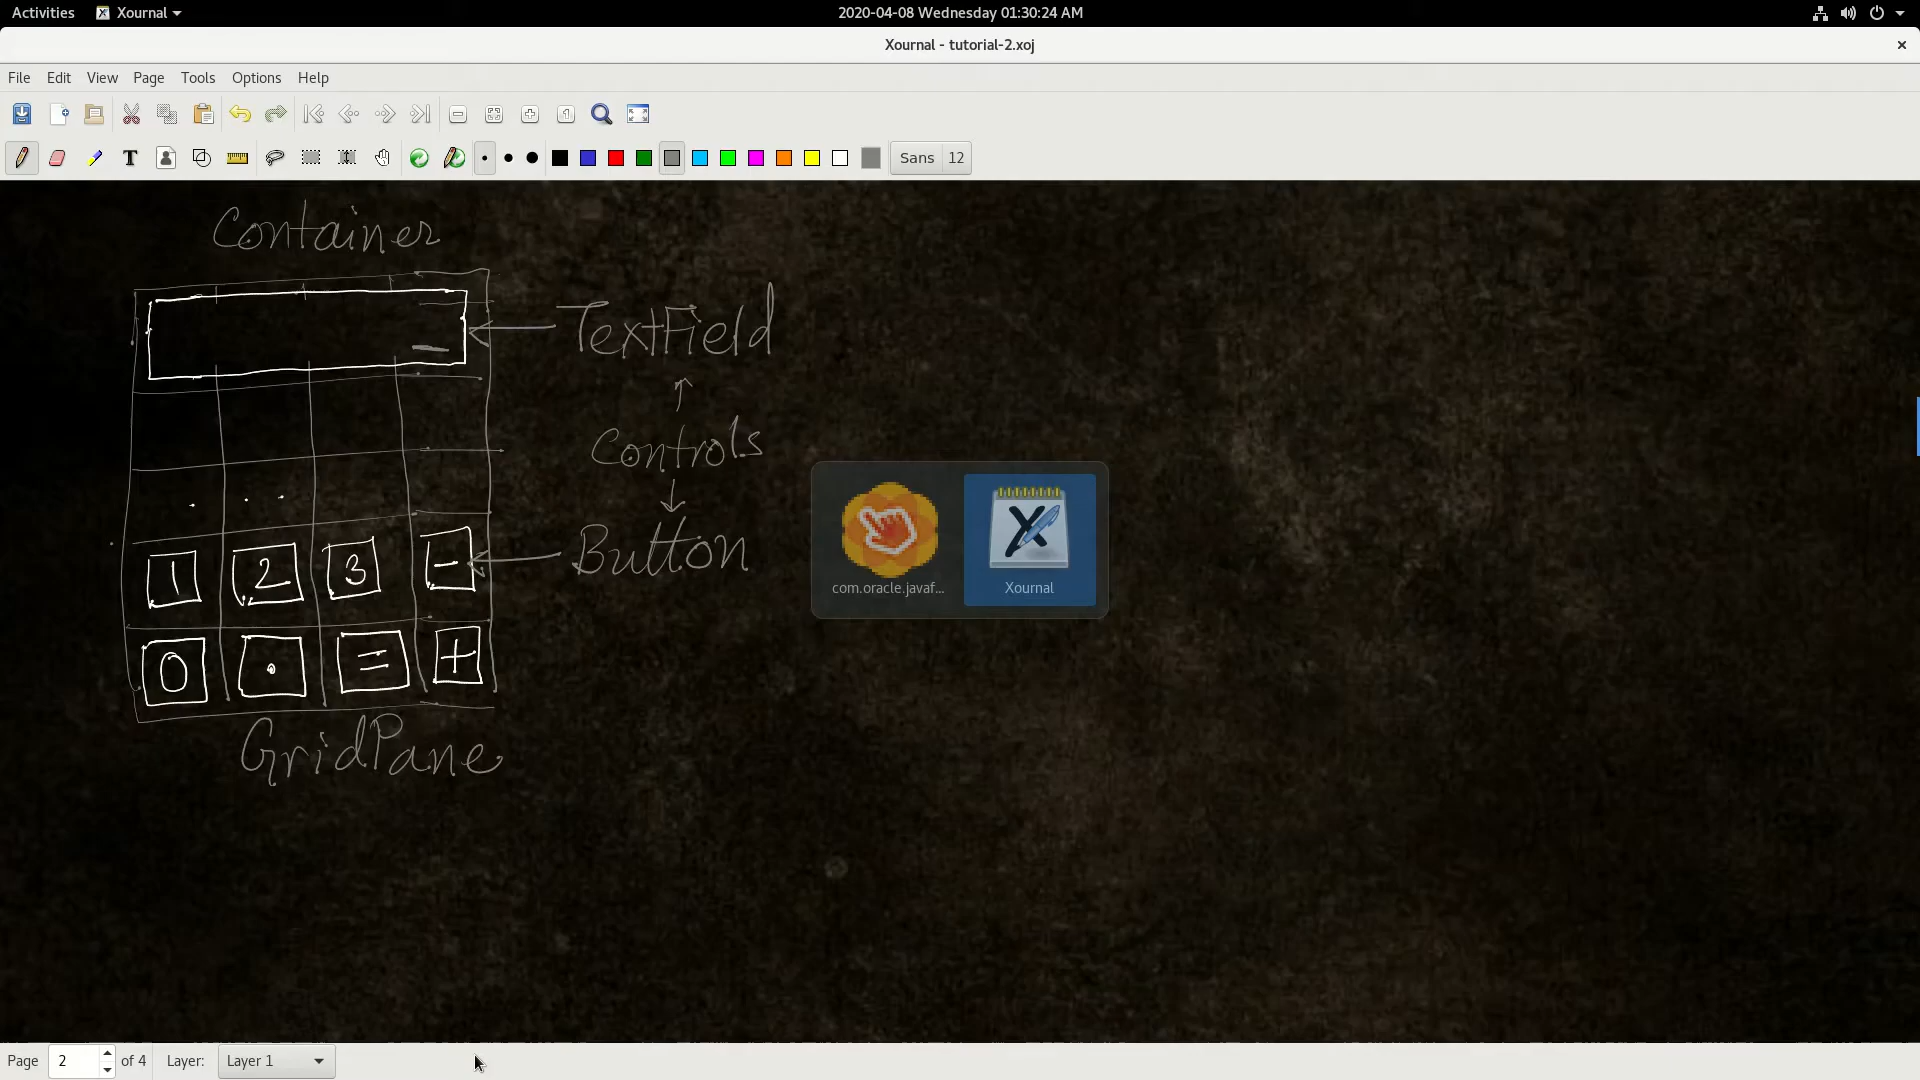 Activities Xournal 2020-04-08 Wednesday 01:30:24 AM
Xournal - tutorial-2.xoj
File Edit View Page Tools Options Help
Sans 12
Container
TextField
Controls
Button
1 2 3 -
0 . = +
GridPane
com.oracle.javaf... Xournal
Page 2 of 4 Layer: Layer 1